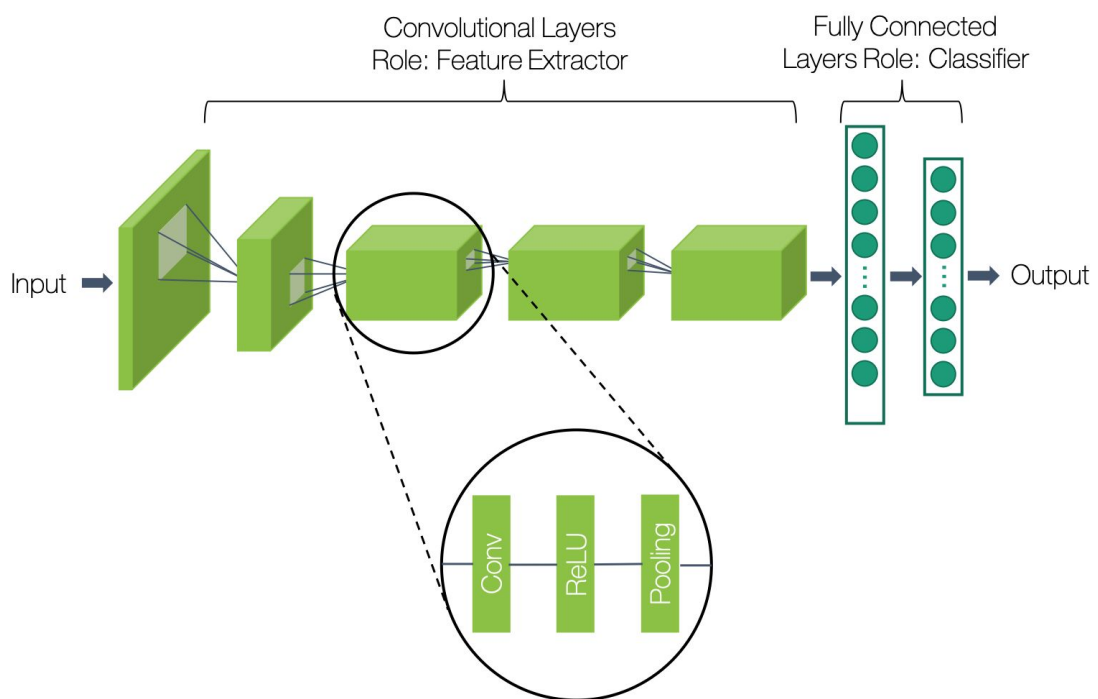 Convolutional Layers
Role: Feature Extractor
Fully Connected
Layers Role: Classifier
Input
Output
Conv
ReLU
Pooling